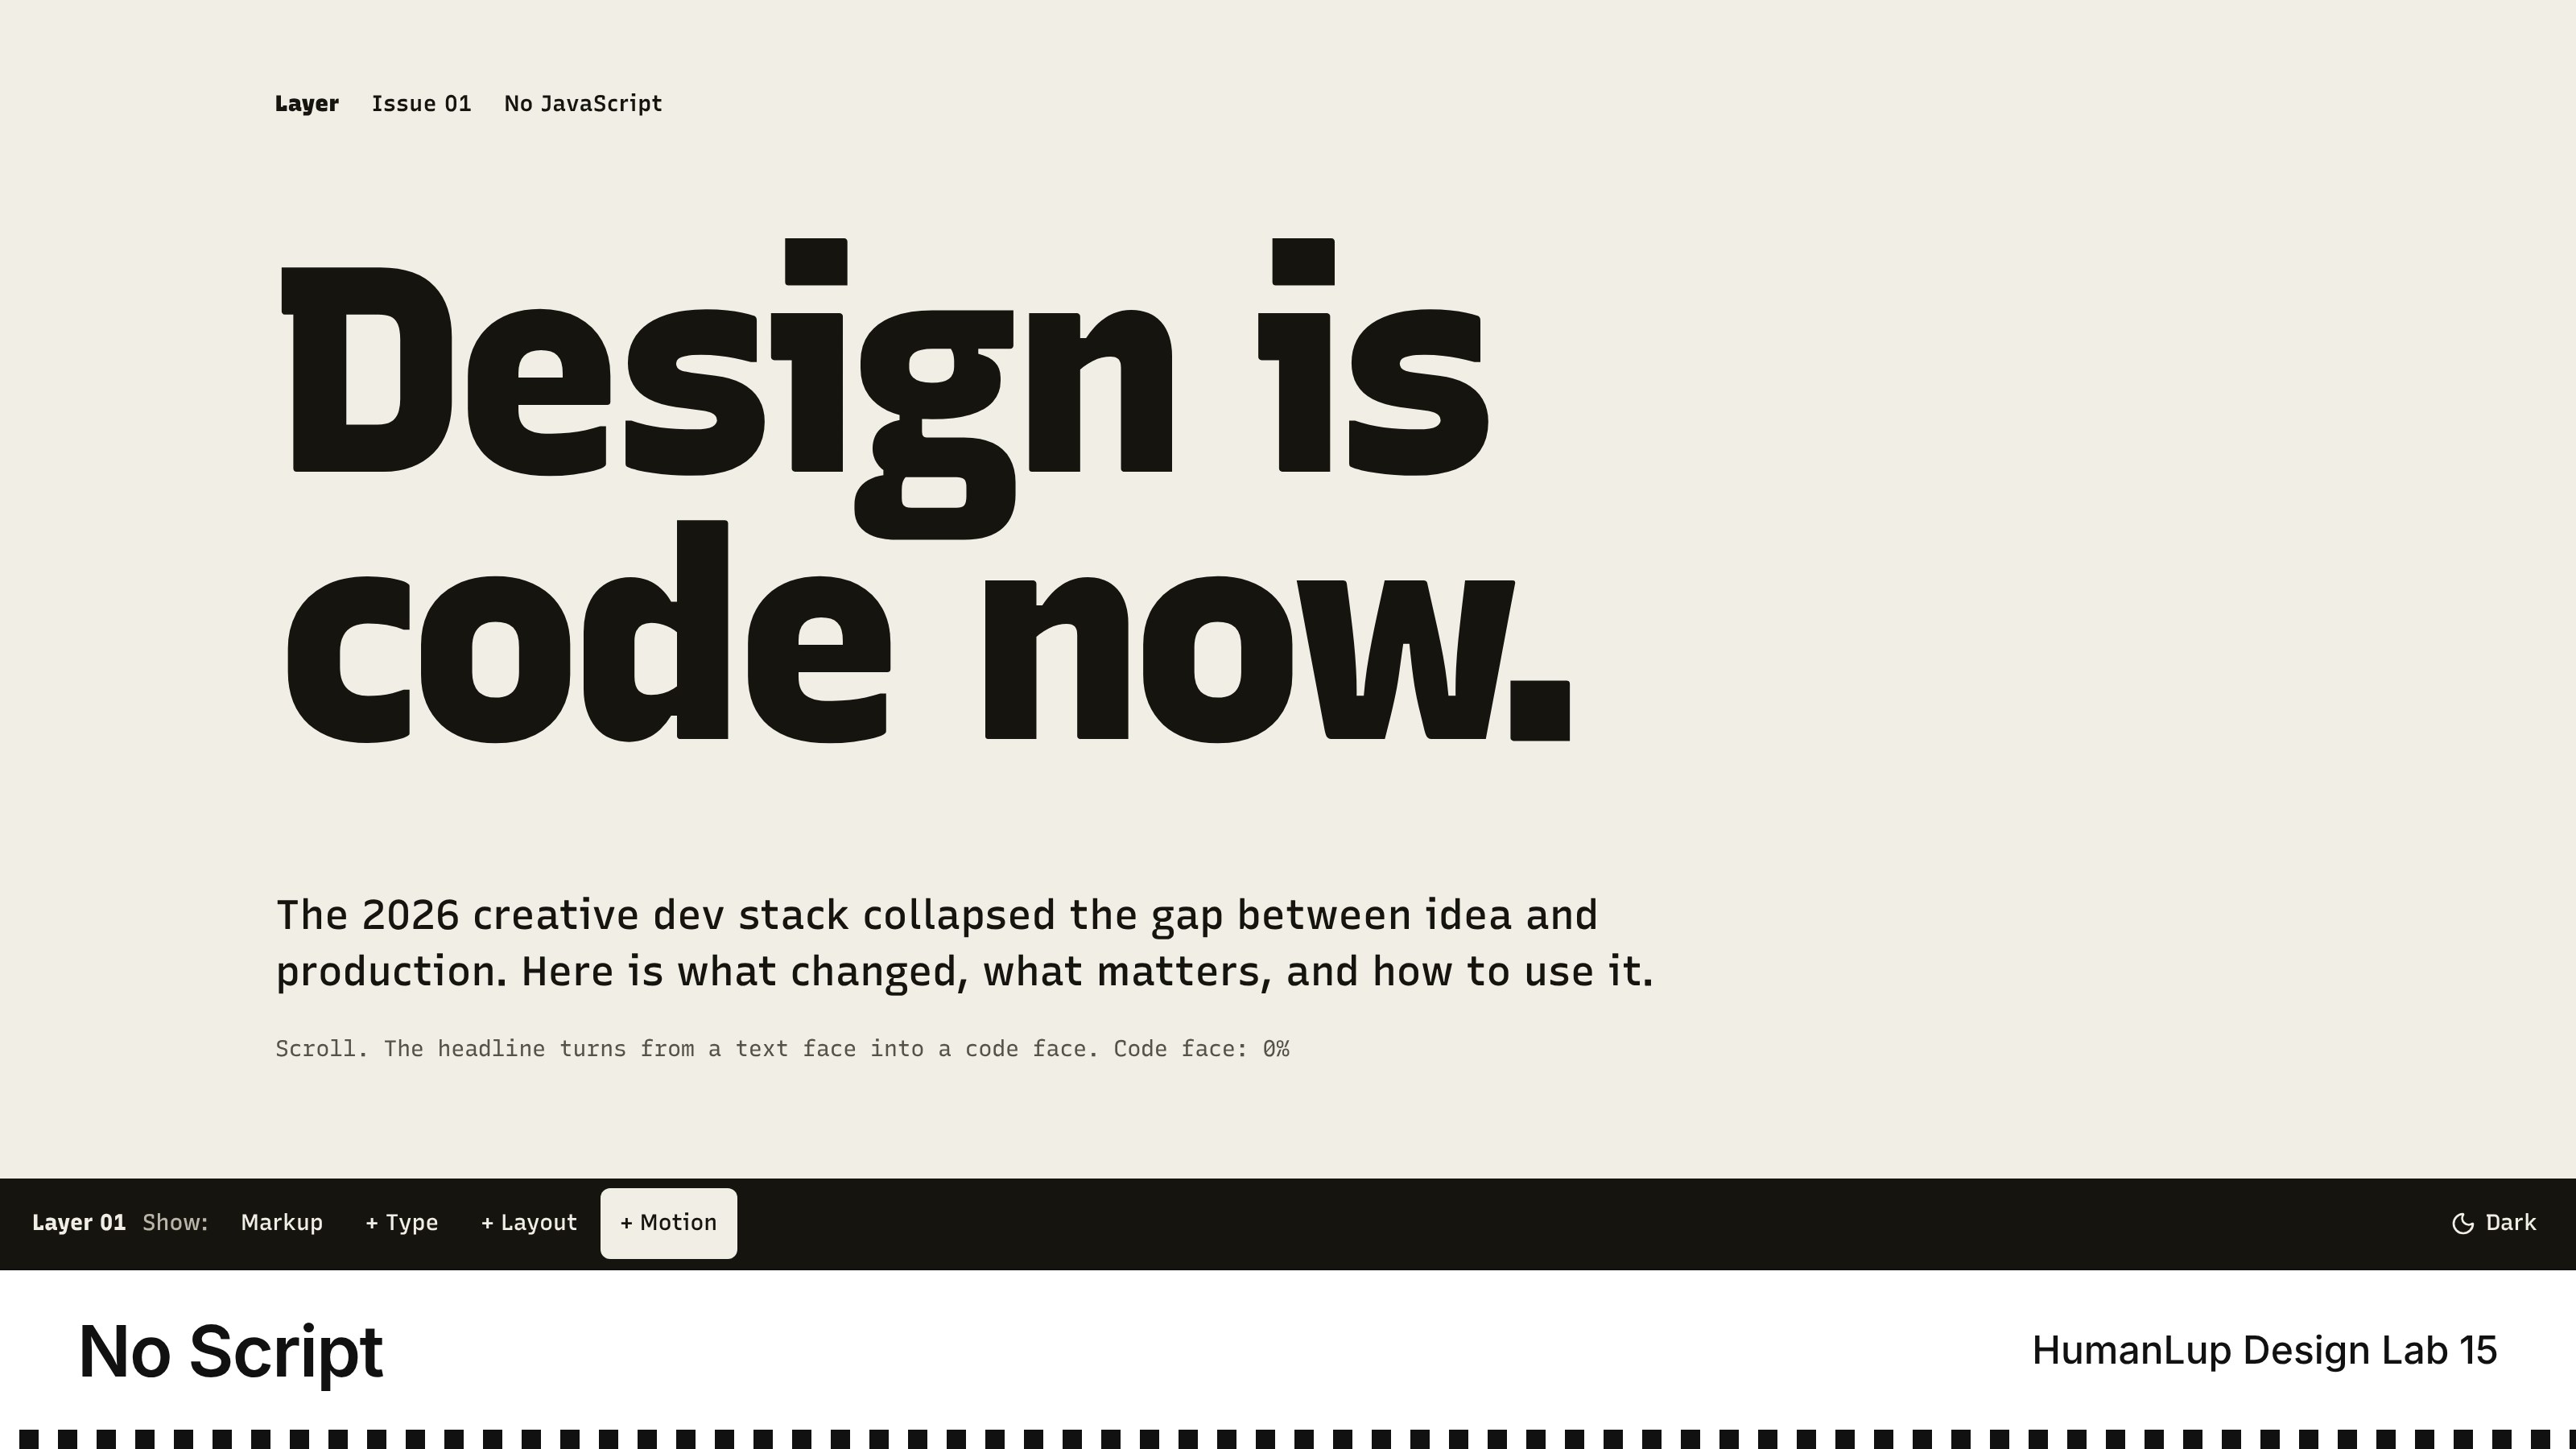 Layer Issue 01 No JavaScript
Design is
code now.
The 2026 creative dev stack collapsed the gap between idea and
production. Here is what changed, what matters, and how to use it.
Scroll. The headline turns from a text face into a code face. Code face: 0%
Layer 01 Show: Markup + Type + Layout + Motion Dark
No Script HumanLup Design Lab 15